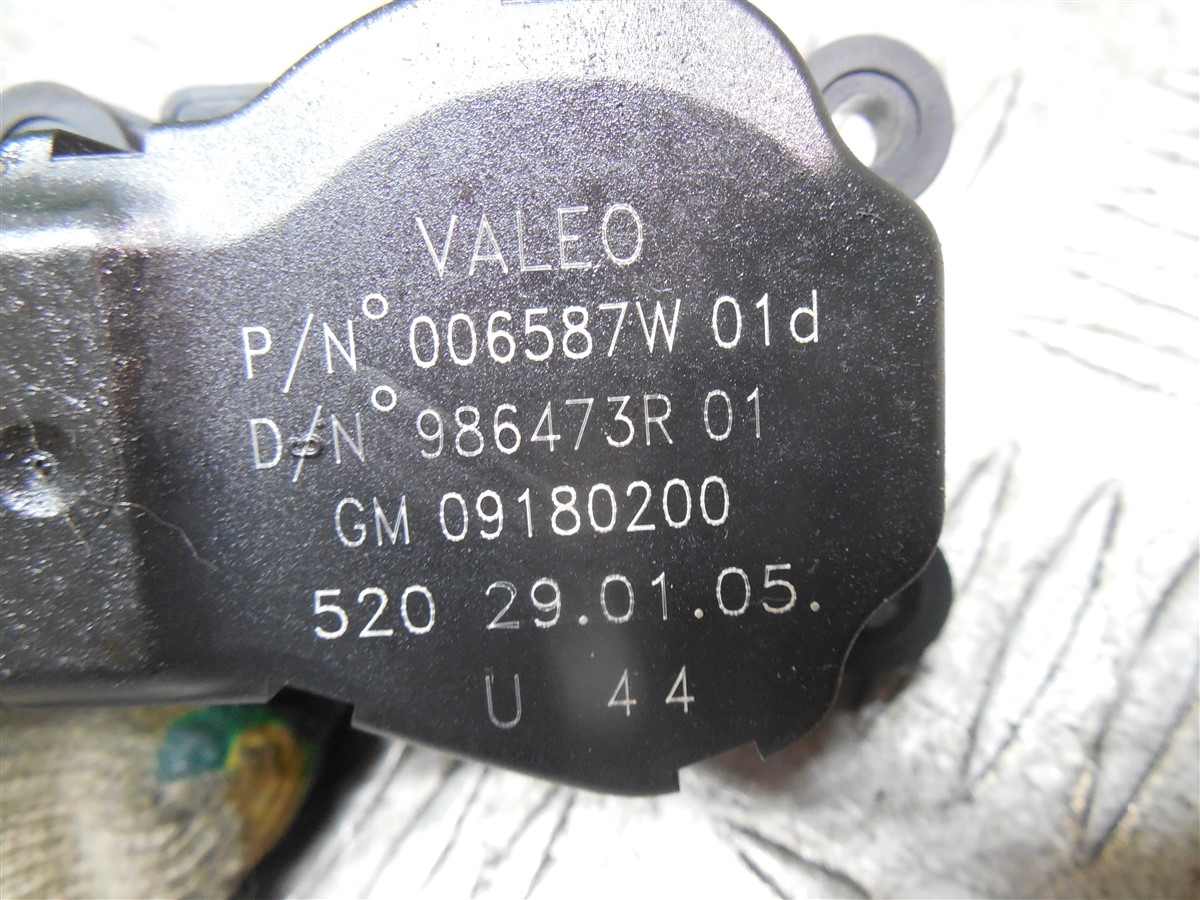 VALEO
P/N° 006587W 01d
D/N° 986473R 01
GM 09180200
520 29.01.05.
U 44